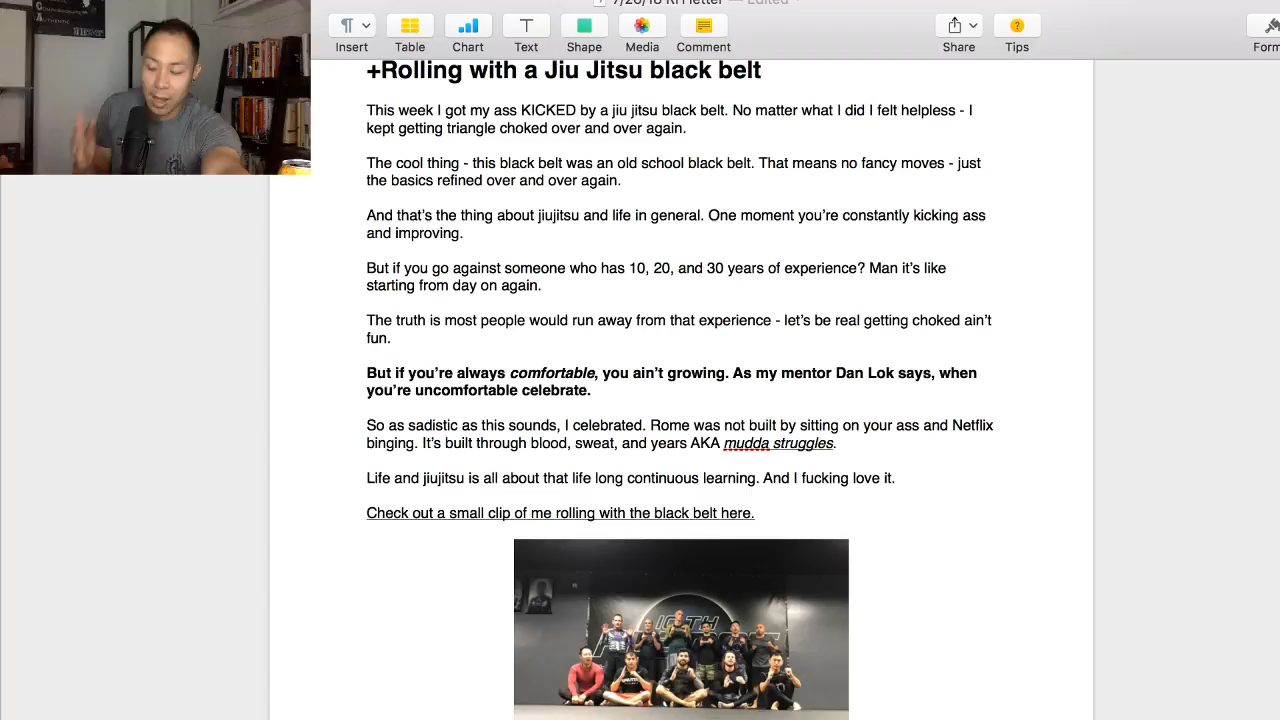 Insert
Table
Chart
Text
Shape
Media
Comment
Share
Tips
+Rolling with a Jiu Jitsu black belt
This week I got my ass KICKED by a jiu jitsu black belt. No matter what I did I felt helpless - I
kept getting triangle choked over and over again.
The cool thing - this black belt was an old school black belt. That means no fancy moves - just
the basics refined over and over again.
And that’s the thing about jiujitsu and life in general. One moment you’re constantly kicking ass
and improving.
But if you go against someone who has 10, 20, and 30 years of experience? Man it’s like
starting from day on again.
The truth is most people would run away from that experience - let’s be real getting choked ain’t
fun.
But if you’re always comfortable, you ain’t growing. As my mentor Dan Lok says, when
you’re uncomfortable celebrate.
So as sadistic as this sounds, I celebrated. Rome was not built by sitting on your ass and Netflix
binging. It’s built through blood, sweat, and years AKA mudda struggles.
Life and jiujitsu is all about that life long continuous learning. And I fucking love it.
Check out a small clip of me rolling with the black belt here.
10TH